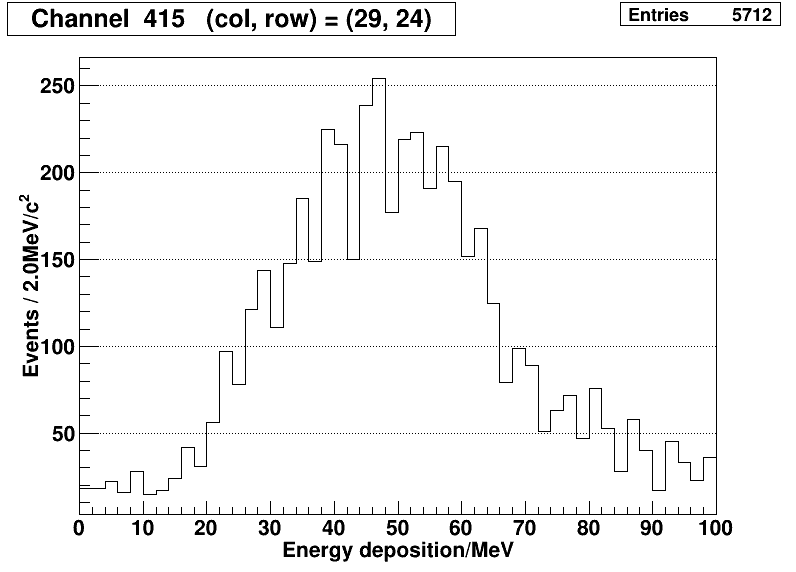 Channel 415 (col, row) = (29, 24)
Entries 5712
250
200
150
100
50
Events / 2.0MeV/c²
0 10 20 30 40 50 60 70 80 90 100
Energy deposition/MeV